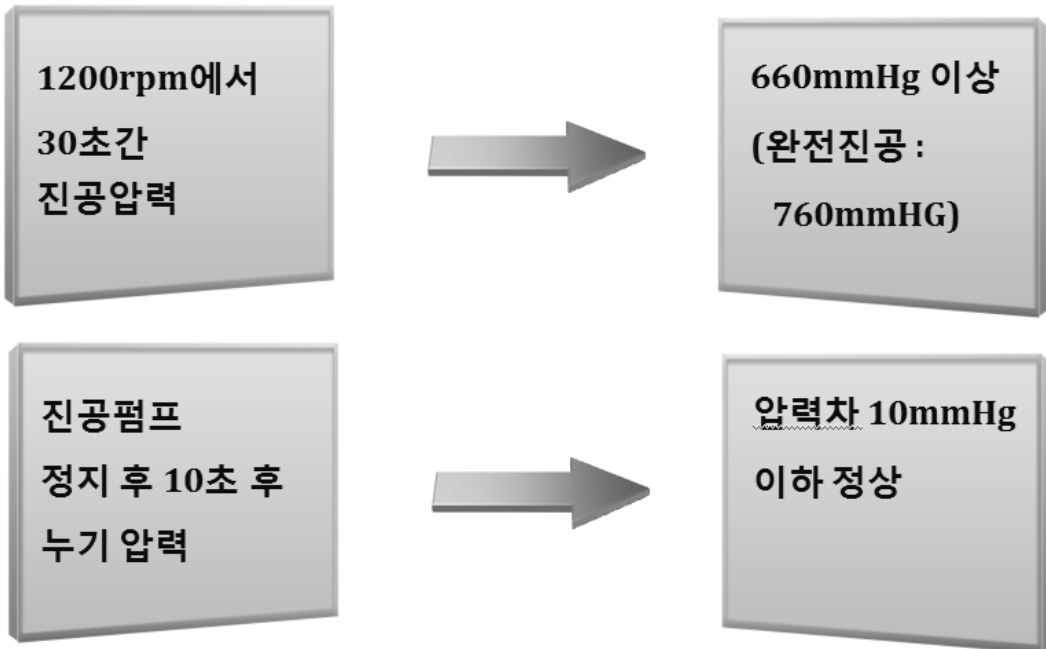 1200rpm에서
30초간
진공압력
660mmHg 이상
(완전진공 :
760mmHG)
진공펌프
정지 후 10초 후
누기 압력
압력차 10mmHg
이하 정상